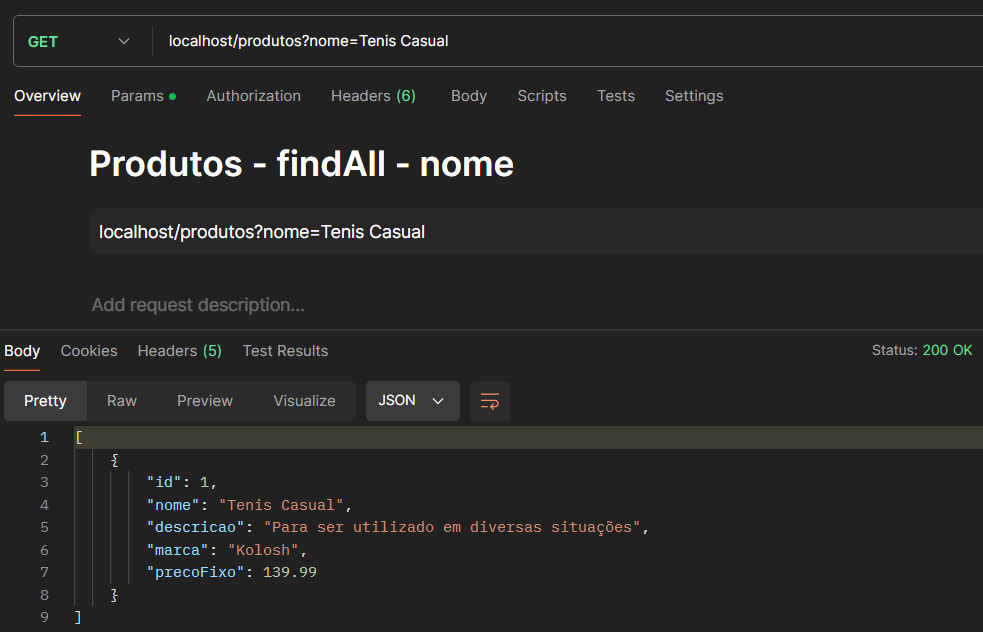 GET localhost/produtos?nome=Tenis Casual
Overview Params Authorization Headers (6) Body Scripts Tests Settings
Produtos - findAll - nome
localhost/produtos?nome=Tenis Casual
Add request description...
Body Cookies Headers (5) Test Results Status: 200 OK
Pretty Raw Preview Visualize JSON
1 [
2 {
3 "id": 1,
4 "nome": "Tenis Casual",
5 "descricao": "Para ser utilizado em diversas situações",
6 "marca": "Kolosh",
7 "precoFixo": 139.99
8 }
9 ]